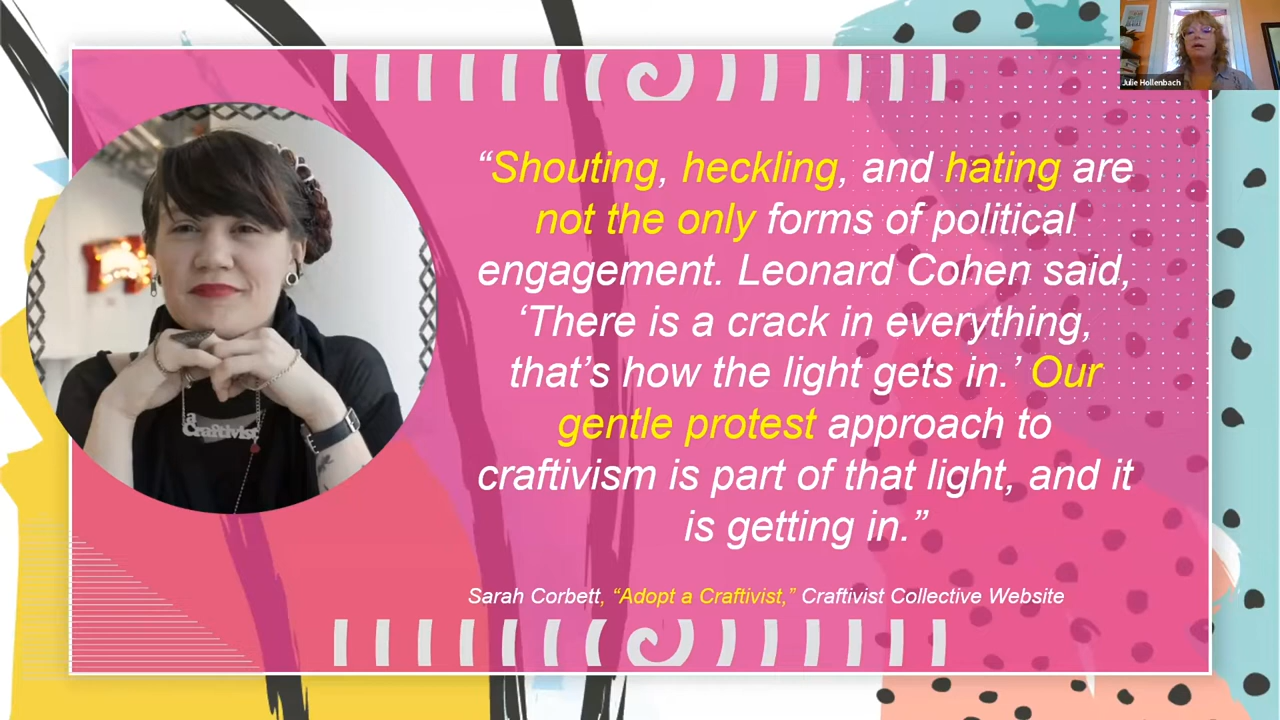 Julie Hollenbach
“Shouting, heckling, and hating are
not the only forms of political
engagement. Leonard Cohen said,
‘There is a crack in everything,
that’s how the light gets in.’ Our
gentle protest approach to
craftivism is part of that light, and it
is getting in.”
a
Craftivist
Sarah Corbett, “Adopt a Craftivist,” Craftivist Collective Website